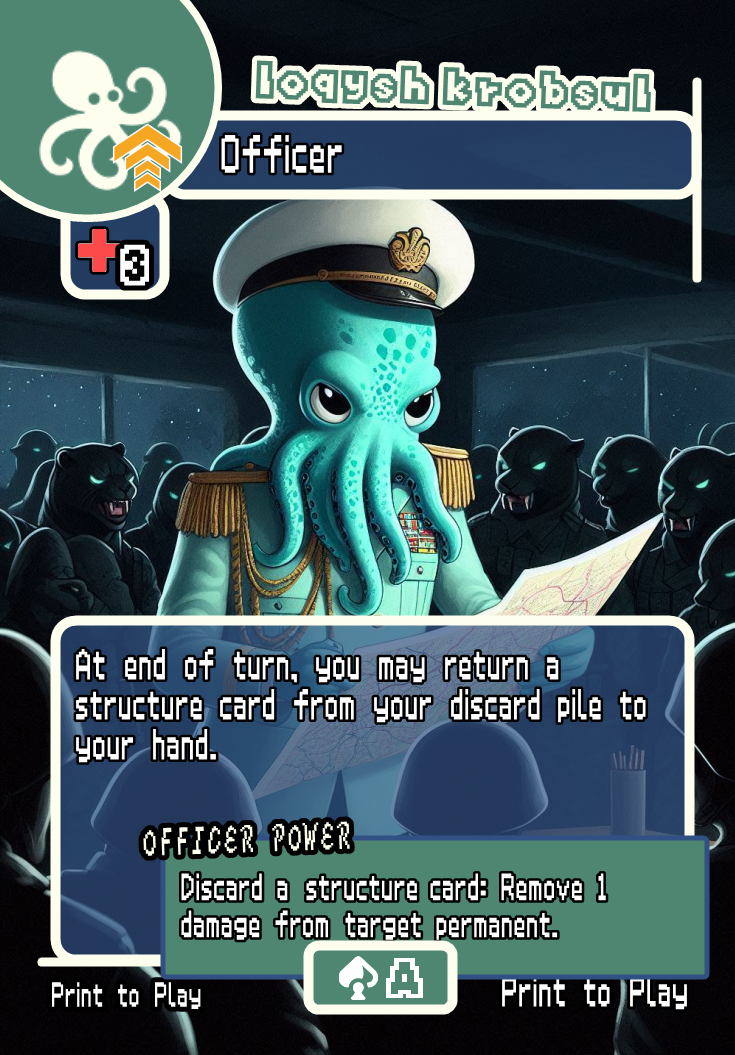 loqysh krobsul
Officer
3
At end of turn, you may return a
structure card from your discard pile to
your hand.
OFFICER POWER
Discard a structure card: Remove 1
damage from target permanent.
A
Print to Play
Print to Play